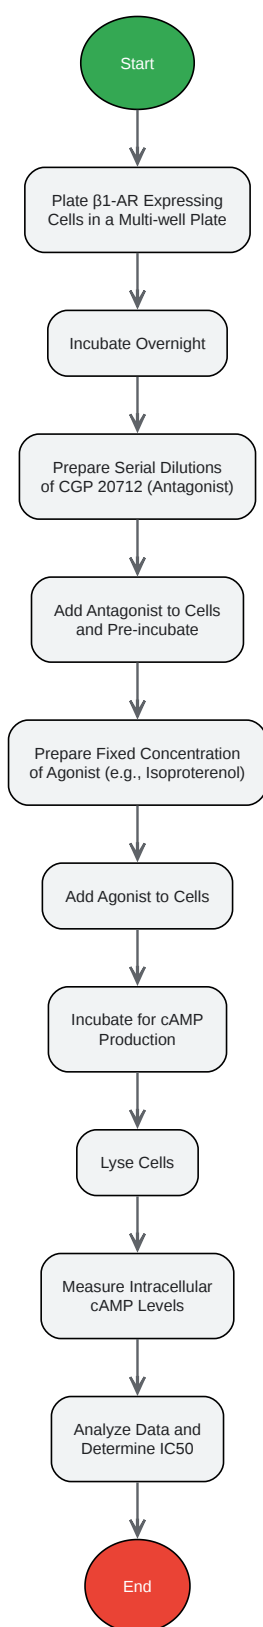 Start
Plate β1-AR Expressing
Cells in a Multi-well Plate
Incubate Overnight
Prepare Serial Dilutions
of CGP 20712 (Antagonist)
Add Antagonist to Cells
and Pre-incubate
Prepare Fixed Concentration
of Agonist (e.g., Isoproterenol)
Add Agonist to Cells
Incubate for cAMP
Production
Lyse Cells
Measure Intracellular
cAMP Levels
Analyze Data and
Determine IC50
End